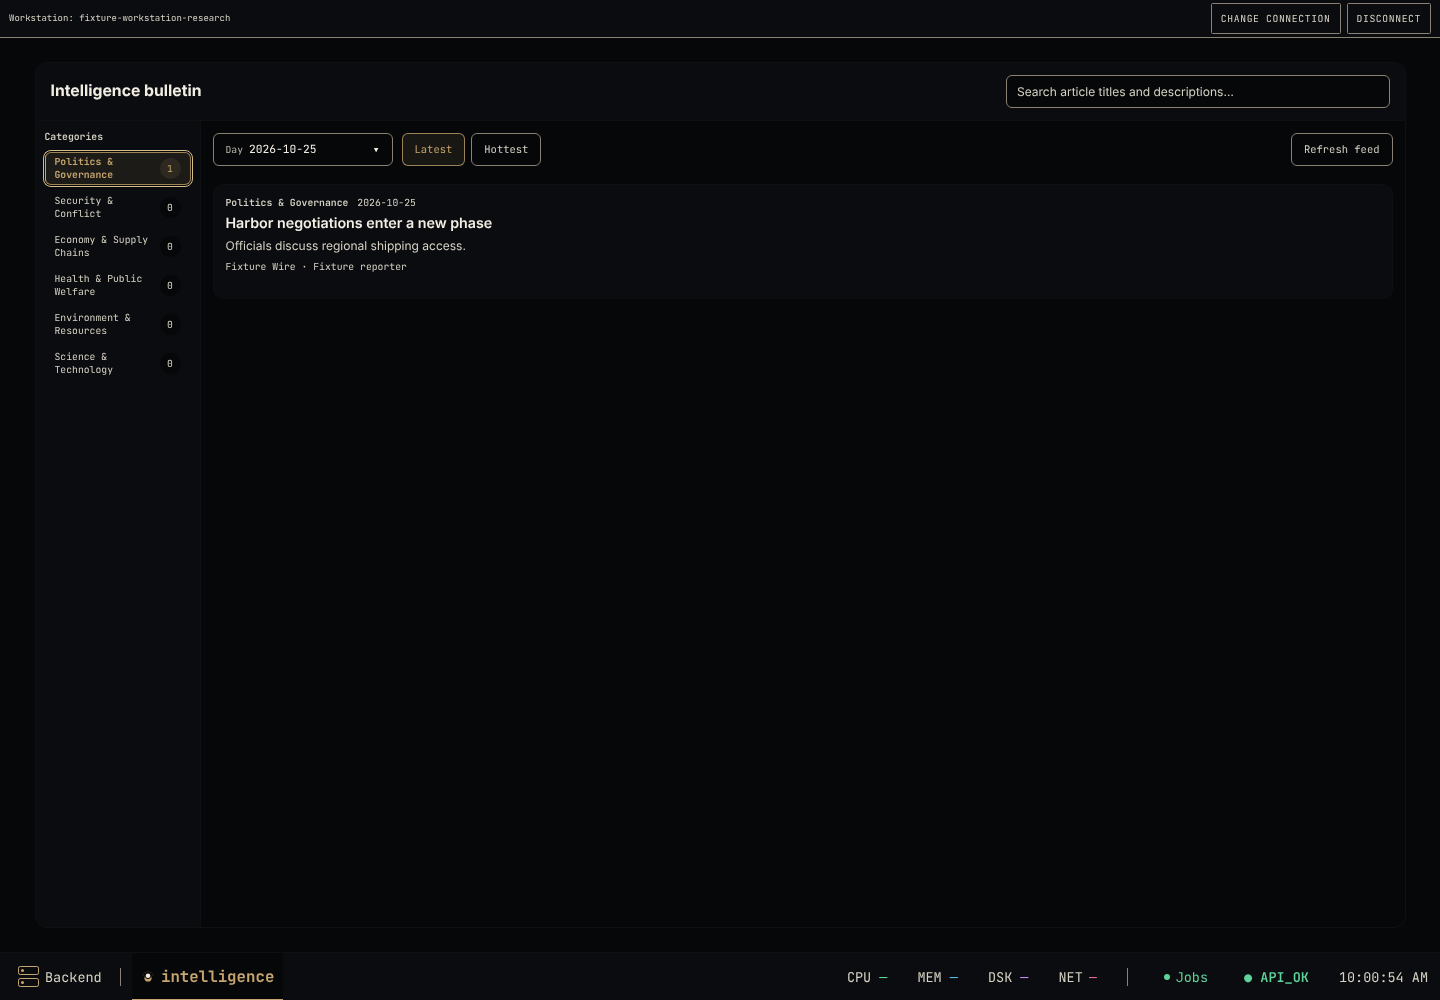 Workstation: fixture-workstation-research
CHANGE CONNECTION
DISCONNECT
Intelligence bulletin
Search article titles and descriptions...
Categories
Politics &
Governance
1
Security &
Conflict
0
Economy & Supply
Chains
0
Health & Public
Welfare
0
Environment &
Resources
0
Science &
Technology
0
Day 2026-10-25
Latest
Hottest
Refresh feed
Politics & Governance 2026-10-25
Harbor negotiations enter a new phase
Officials discuss regional shipping access.
Fixture Wire · Fixture reporter
Backend
intelligence
CPU —
MEM —
DSK —
NET —
Jobs
API_OK
10:00:54 AM